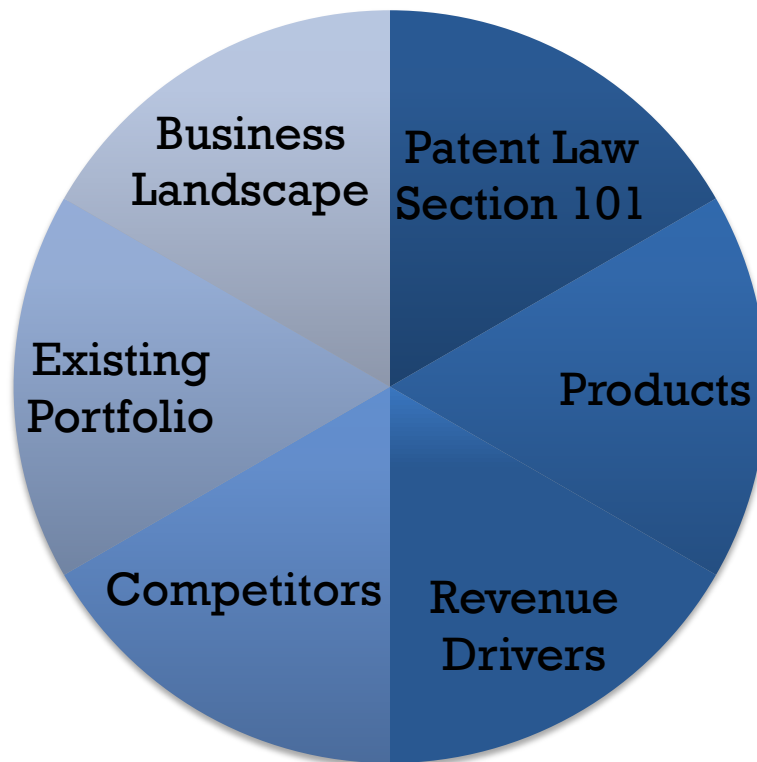 Business
Landscape
Patent Law
Section 101
Existing
Portfolio
Products
Competitors
Revenue
Drivers